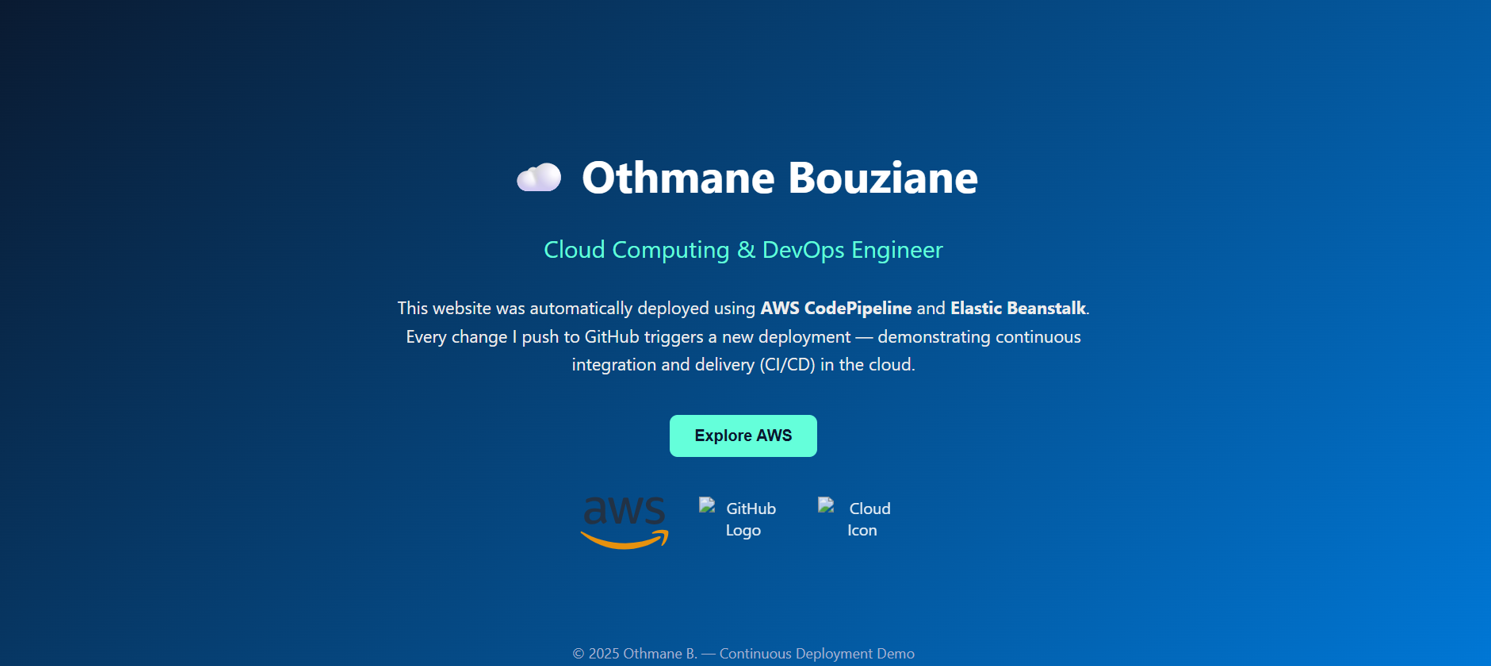 Othmane Bouziane
Cloud Computing & DevOps Engineer
This website was automatically deployed using AWS CodePipeline and Elastic Beanstalk.
Every change I push to GitHub triggers a new deployment — demonstrating continuous
integration and delivery (CI/CD) in the cloud.
Explore AWS
aws
GitHub
Logo
Cloud
Icon
© 2025 Othmane B. — Continuous Deployment Demo